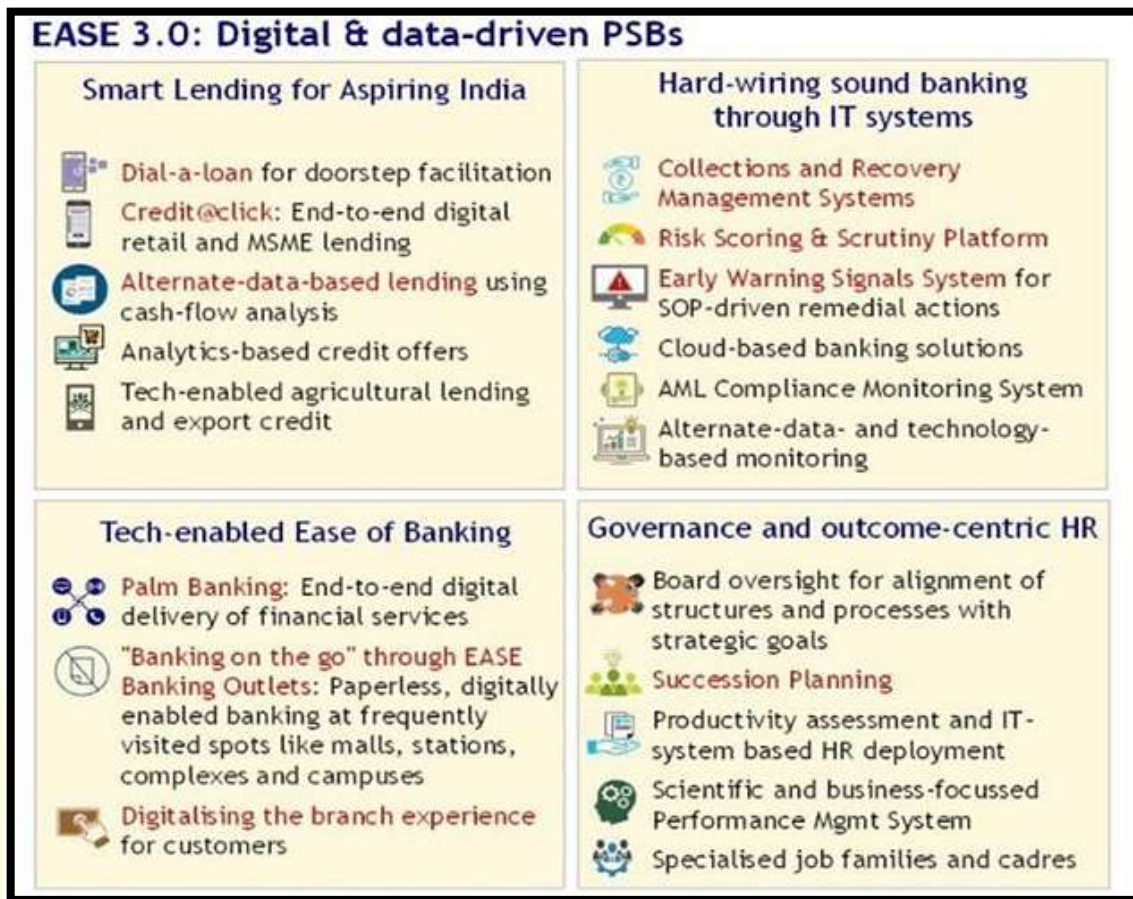 EASE 3.0: Digital & data-driven PSBs
Smart Lending for Aspiring India
Dial-a-loan for doorstep facilitation
Credit@click: End-to-end digital
retail and MSME lending
Alternate-data-based lending using
cash-flow analysis
Analytics-based credit offers
Tech-enabled agricultural lending
and export credit
Hard-wiring sound banking
through IT systems
Collections and Recovery
Management Systems
Risk Scoring & Scrutiny Platform
Early Warning Signals System for
SOP-driven remedial actions
Cloud-based banking solutions
AML Compliance Monitoring System
Alternate-data- and technology-
based monitoring
Tech-enabled Ease of Banking
Palm Banking: End-to-end digital
delivery of financial services
"Banking on the go" through EASE
Banking Outlets: Paperless, digitally
enabled banking at frequently
visited spots like malls, stations,
complexes and campuses
Digitalising the branch experience
for customers
Governance and outcome-centric HR
Board oversight for alignment of
structures and processes with
strategic goals
Succession Planning
Productivity assessment and IT-
system based HR deployment
Scientific and business-focussed
Performance Mgmt System
Specialised job families and cadres